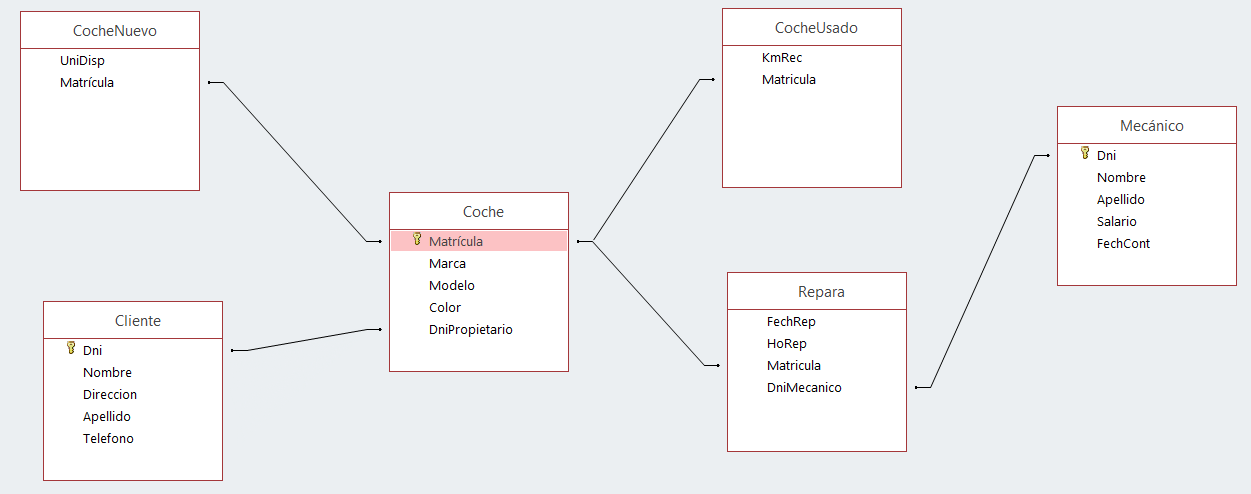 CocheNuevo
UniDisp
Matrícula
CocheUsado
KmRec
Matricula
Mecánico
Dni
Nombre
Apellido
Salario
FechCont
Coche
Matrícula
Marca
Modelo
Color
DniPropietario
Cliente
Dni
Nombre
Direccion
Apellido
Telefono
Repara
FechRep
HoRep
Matricula
DniMecanico